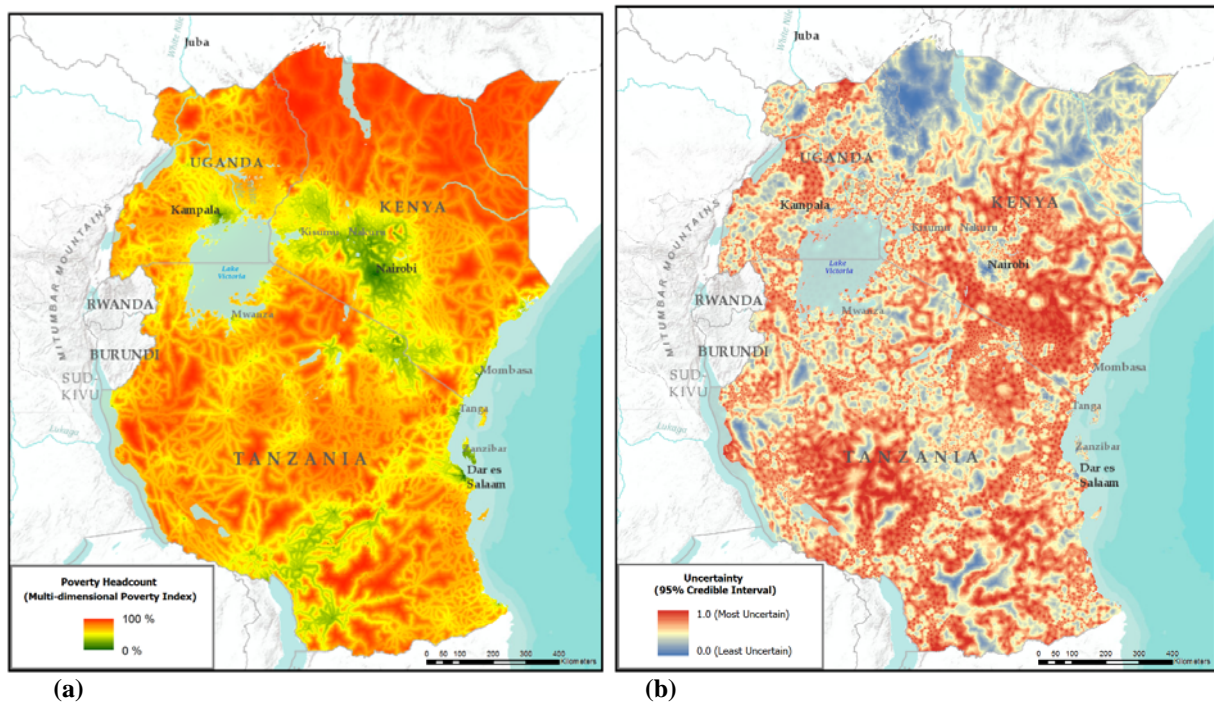 Juba
White Nile
UGANDA
Kampala
KENYA
Kisumu
Nakuru
Nairobi
Lake
Victoria
MITUMBAR MOUNTAINS
RWANDA
Mwanza
BURUNDI
SUD-
KIVU
Mombasa
Tanga
Lukuga
Zanzibar
TANZANIA
Dar es
Salaam
Poverty Headcount
(Multi-dimensional Poverty Index)
100 %
0 %
0 50 100 200 300 400
Kilometers
(a)
Juba
White Nile
UGANDA
Kampala
KENYA
Kisumu
Nakuru
Nairobi
Lake
Victoria
MITUMBAR MOUNTAINS
RWANDA
Mwanza
BURUNDI
SUD-
KIVU
Mombasa
Tanga
Lukuga
Zanzibar
TANZANIA
Dar es
Salaam
Uncertainty
(95% Credible Interval)
1.0 (Most Uncertain)
0.0 (Least Uncertain)
0 50 100 200 300 400
Kilometers
(b)